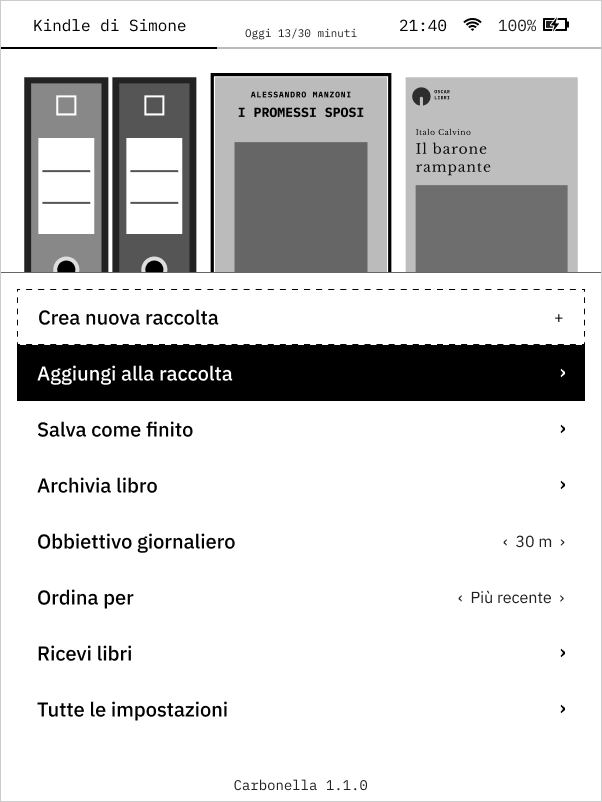 Kindle di Simone
Oggi 13/30 minuti
21:40
100%
ALESSANDRO MANZONI
I PROMESSI SPOSI
OSCAR
LIBRI
Italo Calvino
Il barone
rampante
Crea nuova raccolta +
Aggiungi alla raccolta ›
Salva come finito ›
Archivia libro ›
Obbiettivo giornaliero ‹ 30 m ›
Ordina per ‹ Più recente ›
Ricevi libri ›
Tutte le impostazioni ›
Carbonella 1.1.0